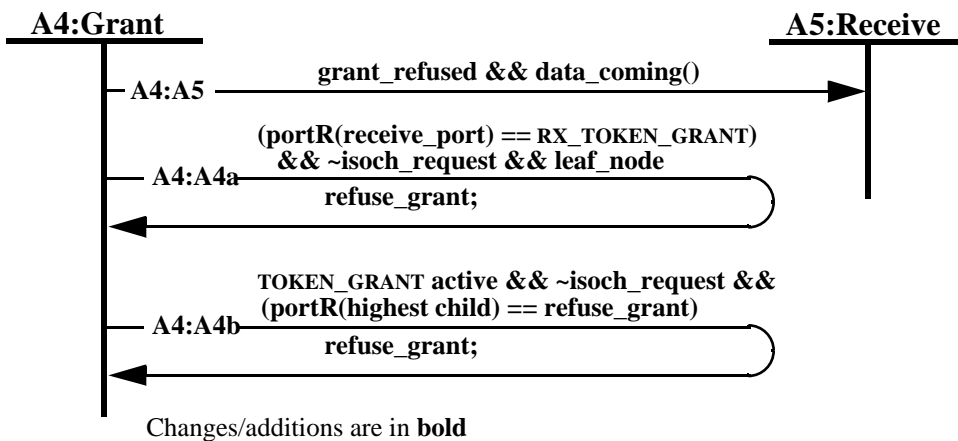 A4:Grant
A5:Receive
grant_refused && data_coming()
A4:A5
(portR(receive_port) == RX_TOKEN_GRANT)
&& ~isoch_request && leaf_node
A4:A4a
refuse_grant;
TOKEN_GRANT active && ~isoch_request &&
(portR(highest child) == refuse_grant)
A4:A4b
refuse_grant;
Changes/additions are in bold